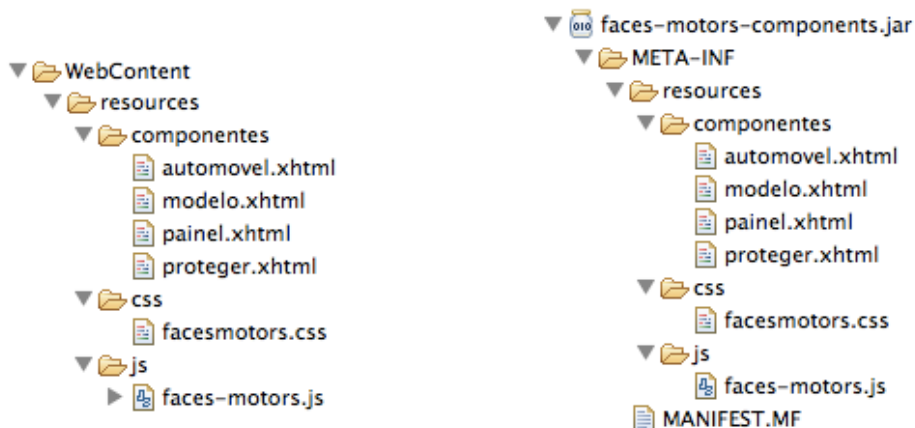 WebContent
resources
componentes
automovel.xhtml
modelo.xhtml
painel.xhtml
proteger.xhtml
css
facesmotors.css
js
faces-motors.js
faces-motors-components.jar
META-INF
resources
componentes
automovel.xhtml
modelo.xhtml
painel.xhtml
proteger.xhtml
css
facesmotors.css
js
faces-motors.js
MANIFEST.MF